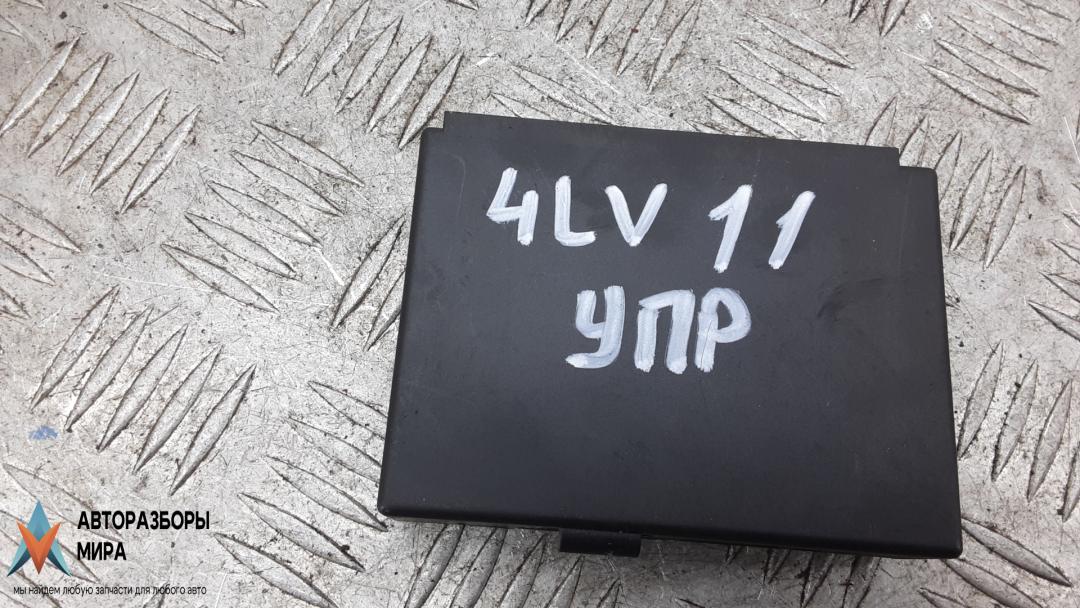 4LV 11
УПР
АВТОРАЗБОРЫ
МИРА
мы найдем любую запчасти для любого авто